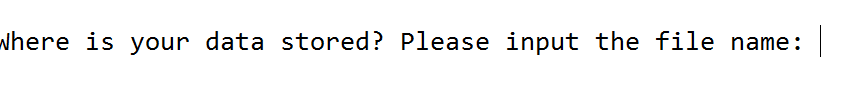 Where is your data stored? Please input the file name: